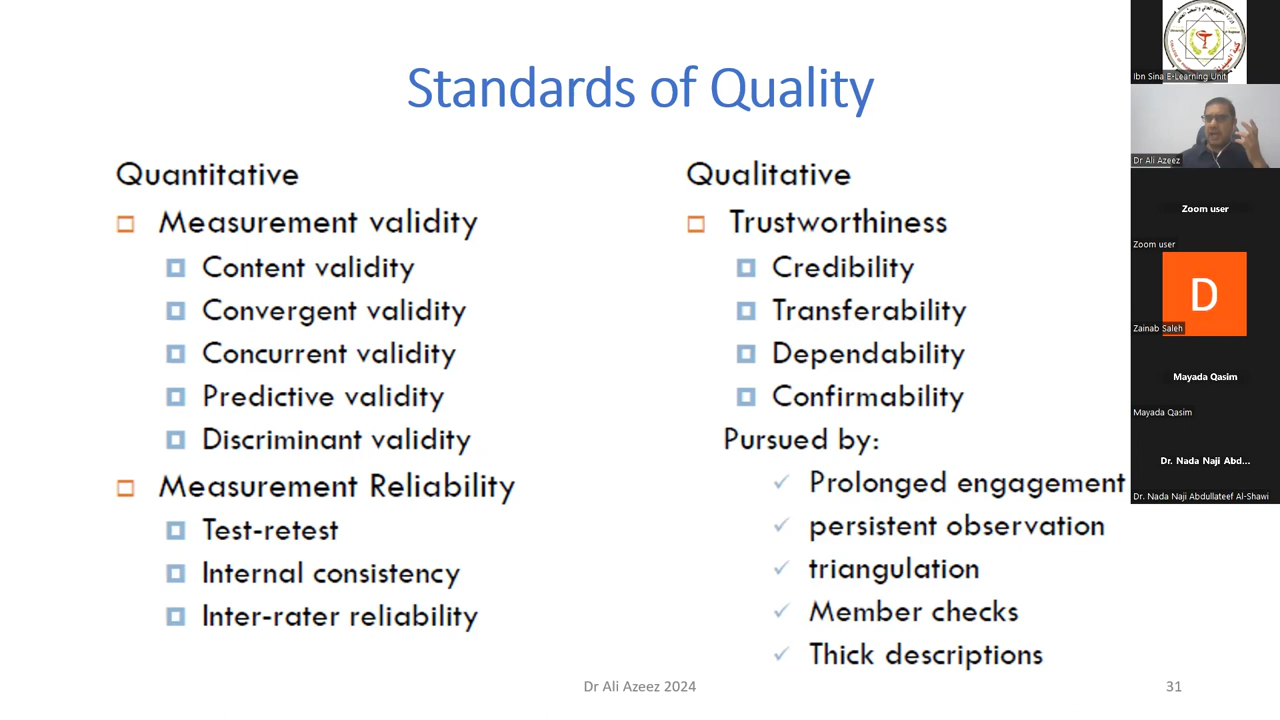 Standards of Quality
Quantitative
Measurement validity
Content validity
Convergent validity
Concurrent validity
Predictive validity
Discriminant validity
Measurement Reliability
Test-retest
Internal consistency
Inter-rater reliability
Qualitative
Trustworthiness
Credibility
Transferability
Dependability
Confirmability
Pursued by:
Prolonged engagement
persistent observation
triangulation
Member checks
Thick descriptions
Dr Ali Azeez 2024
31
Ibn Sina E-Learning Unit
Dr Ali Azeez
Zoom user
Zoom user
D
Zainab Saleh
Mayada Qasim
Mayada Qasim
Dr. Nada Naji Abd...
Dr. Nada Naji Abdullateef Al-Shawi